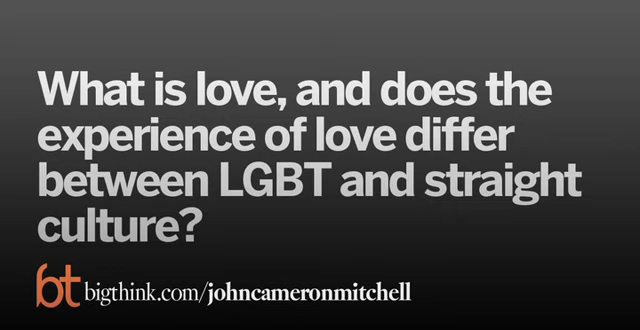 What is love, and does the
experience of love differ
between LGBT and straight
culture?
bt bigthink.com/johncameronmitchell